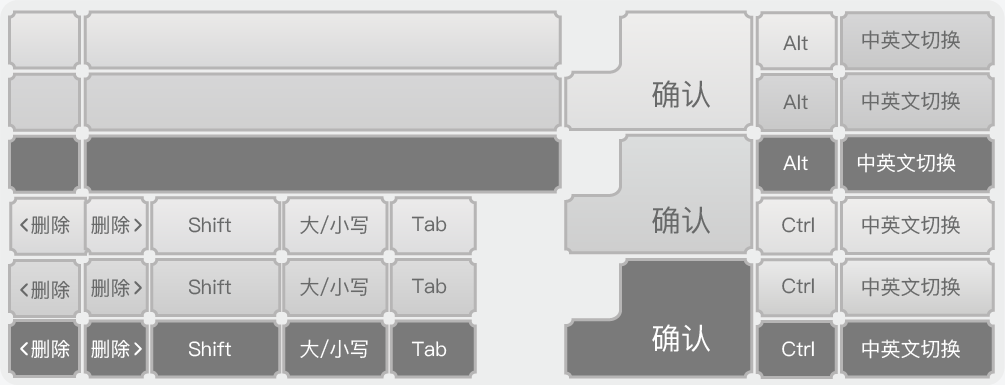 确认 Alt 中英文切换
Alt 中英文切换
Alt 中英文切换
<删除 删除> Shift 大/小写 Tab 确认 Ctrl 中英文切换
<删除 删除> Shift 大/小写 Tab Ctrl 中英文切换
<删除 删除> Shift 大/小写 Tab 确认 Ctrl 中英文切换